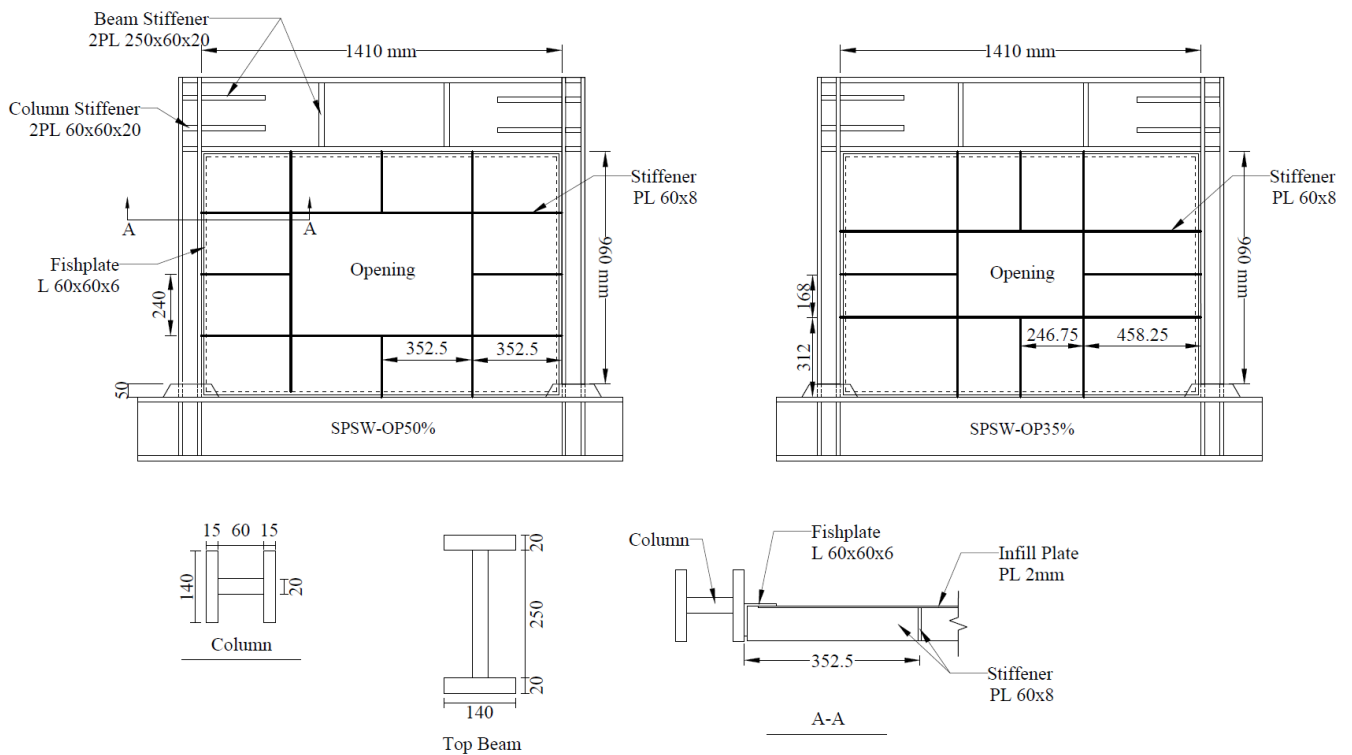 Beam Stiffener
2PL 250x60x20
1410 mm
Column Stiffener
2PL 60x60x20
Stiffener
PL 60x8
A
A
Fishplate
L 60x60x6
Opening
960 mm
240
352.5
352.5
50
SPSW-OP50%
1410 mm
Stiffener
PL 60x8
Opening
960 mm
168
246.75
458.25
312
SPSW-OP35%
15 60 15
140
20
Column
20
250
20
140
Top Beam
Column
Fishplate
L 60x60x6
Infill Plate
PL 2mm
352.5
Stiffener
PL 60x8
A-A